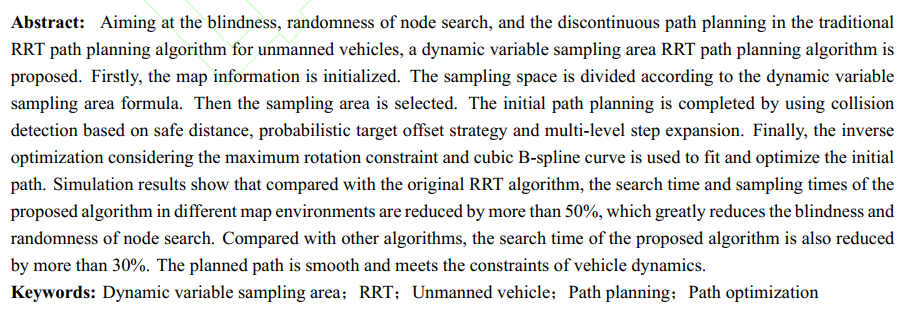 Abstract: Aiming at the blindness, randomness of node search, and the discontinuous path planning in the traditional
RRT path planning algorithm for unmanned vehicles, a dynamic variable sampling area RRT path planning algorithm is
proposed. Firstly, the map information is initialized. The sampling space is divided according to the dynamic variable
sampling area formula. Then the sampling area is selected. The initial path planning is completed by using collision
detection based on safe distance, probabilistic target offset strategy and multi-level step expansion. Finally, the inverse
optimization considering the maximum rotation constraint and cubic B-spline curve is used to fit and optimize the initial
path. Simulation results show that compared with the original RRT algorithm, the search time and sampling times of the
proposed algorithm in different map environments are reduced by more than 50%, which greatly reduces the blindness and
randomness of node search. Compared with other algorithms, the search time of the proposed algorithm is also reduced
by more than 30%. The planned path is smooth and meets the constraints of vehicle dynamics.
Keywords: Dynamic variable sampling area；RRT；Unmanned vehicle；Path planning；Path optimization